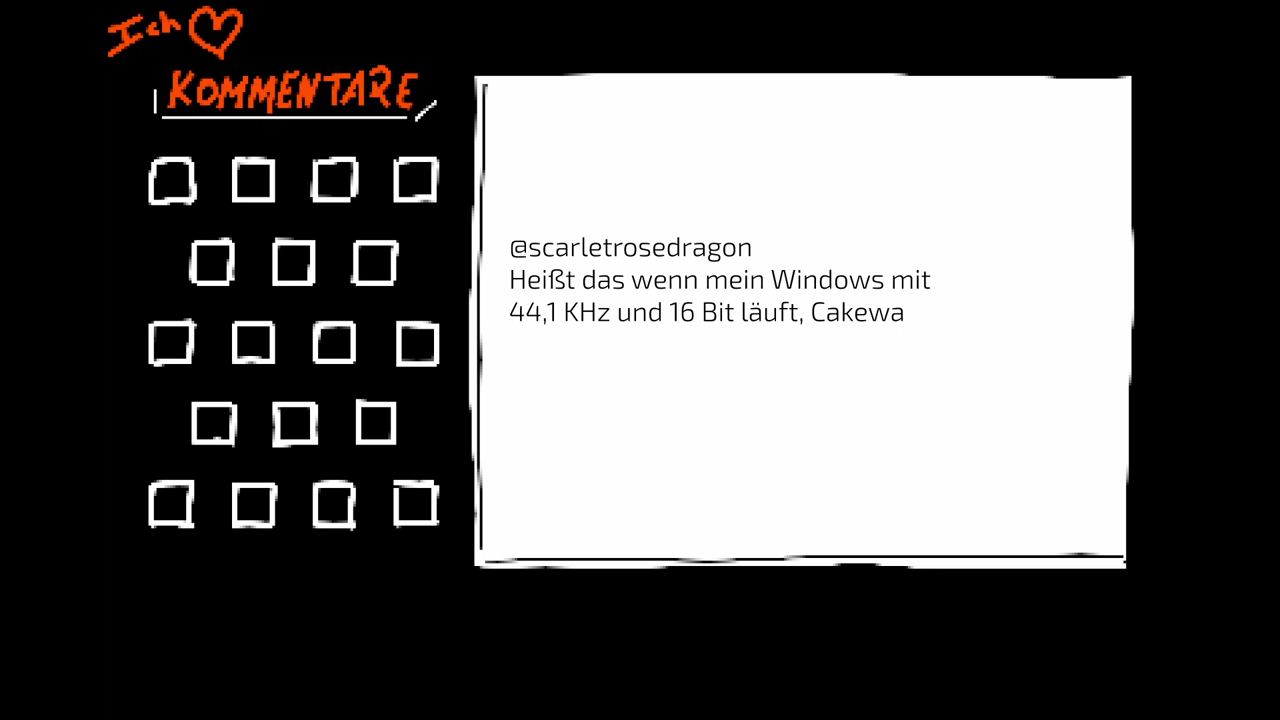 Ich
KOMMENTARE
@scarletrosedragon
Heißt das wenn mein Windows mit
44,1 KHz und 16 Bit läuft, Cakewa